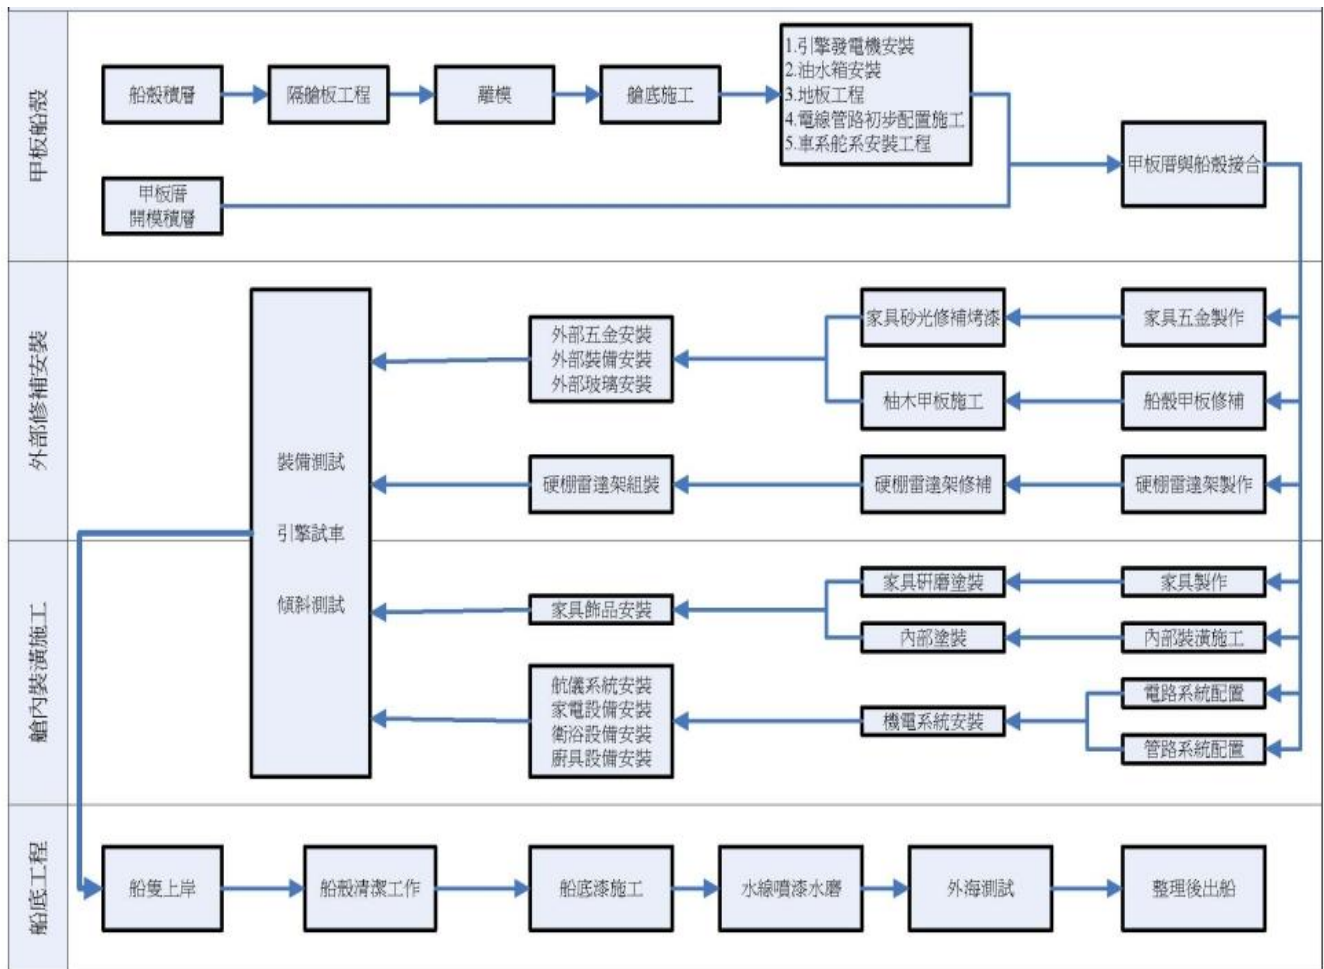 甲板船殼
船殼積層
隔艙板工程
離模
艙底施工
1.引擎發電機安裝
2.油水箱安裝
3.地板工程
4.電線管路初步配置施工
5.車系舵系安裝工程
甲板厝
開模積層
甲板厝與船殼接合
外部修補安裝
家具五金製作
家具砂光修補烤漆
船殼甲板修補
柚木甲板施工
外部五金安裝
外部裝備安裝
外部玻璃安裝
硬棚雷達架製作
硬棚雷達架修補
硬棚雷達架組裝
裝備測試
引擎試車
傾斜測試
艙內裝潢施工
家具製作
家具研磨塗裝
內部裝潢施工
內部塗裝
家具飾品安裝
電路系統配置
管路系統配置
機電系統安裝
航儀系統安裝
家電設備安裝
衛浴設備安裝
廚具設備安裝
船底工程
船隻上岸
船殼清潔工作
船底漆施工
水線噴漆水磨
外海測試
整理後出船